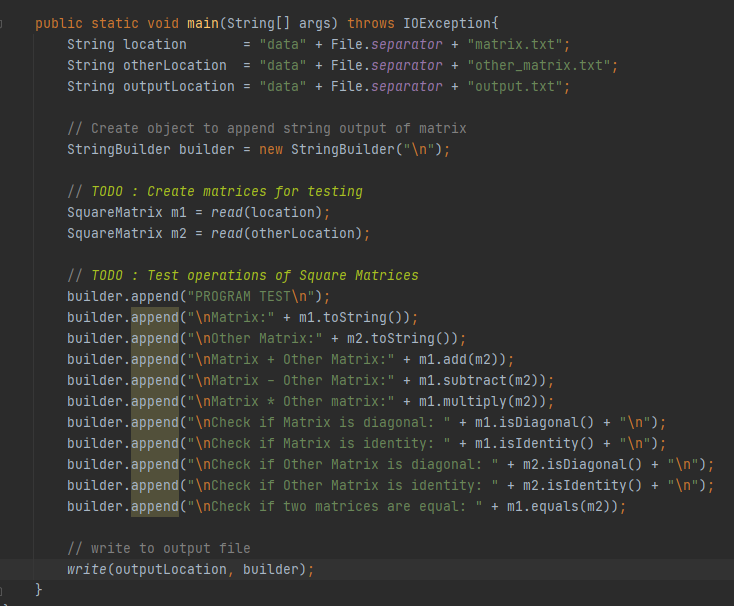 public static void main(String[] args) throws IOException{
String location = "data" + File.separator + "matrix.txt";
String otherLocation = "data" + File.separator + "other_matrix.txt";
String outputLocation = "data" + File.separator + "output.txt";
// Create object to append string output of matrix
StringBuilder builder = new StringBuilder("\n");
// TODO : Create matrices for testing
SquareMatrix m1 = read(location);
SquareMatrix m2 = read(otherLocation);
// TODO : Test operations of Square Matrices
builder.append("PROGRAM TEST\n");
builder.append("\nMatrix:" + m1.toString());
builder.append("\nOther Matrix:" + m2.toString());
builder.append("\nMatrix + Other Matrix:" + m1.add(m2));
builder.append("\nMatrix - Other Matrix:" + m1.subtract(m2));
builder.append("\nMatrix * Other matrix:" + m1.multiply(m2));
builder.append("\nCheck if Matrix is diagonal: " + m1.isDiagonal() + "\n");
builder.append("\nCheck if Matrix is identity: " + m1.isIdentity() + "\n");
builder.append("\nCheck if Other Matrix is diagonal: " + m2.isDiagonal() + "\n");
builder.append("\nCheck if Other Matrix is identity: " + m2.isIdentity() + "\n");
builder.append("\nCheck if two matrices are equal: " + m1.equals(m2));
// write to output file
write(outputLocation, builder);
}